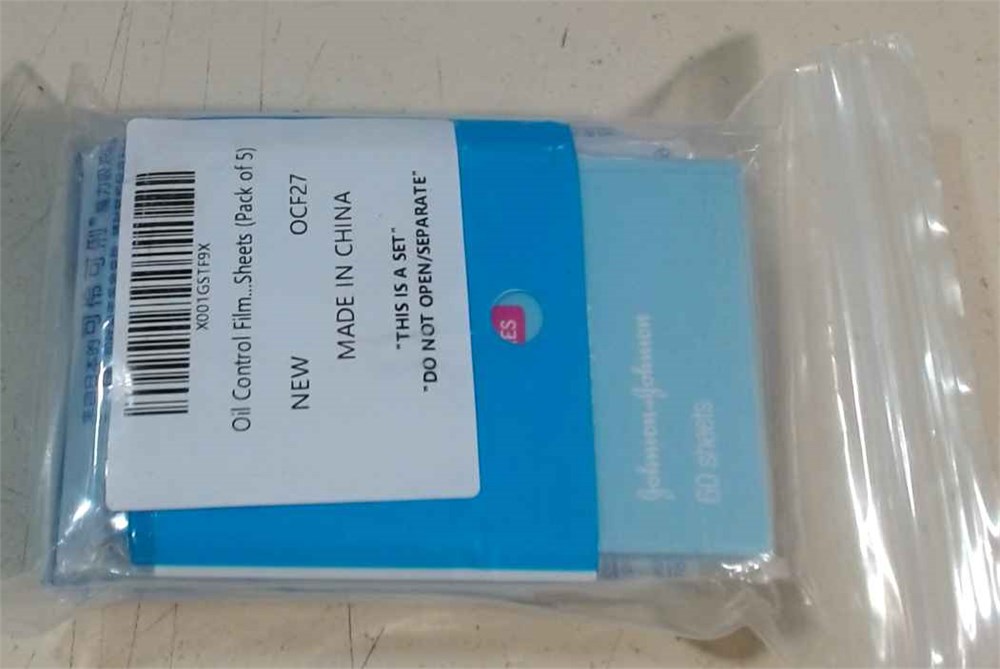 X001GSTF9X
Oil Control Film...Sheets (Pack of 5)
NEW OCF27
MADE IN CHINA
"THIS IS A SET"
"DO NOT OPEN/SEPARATE"
ES
Johnson & Johnson
60 sheets